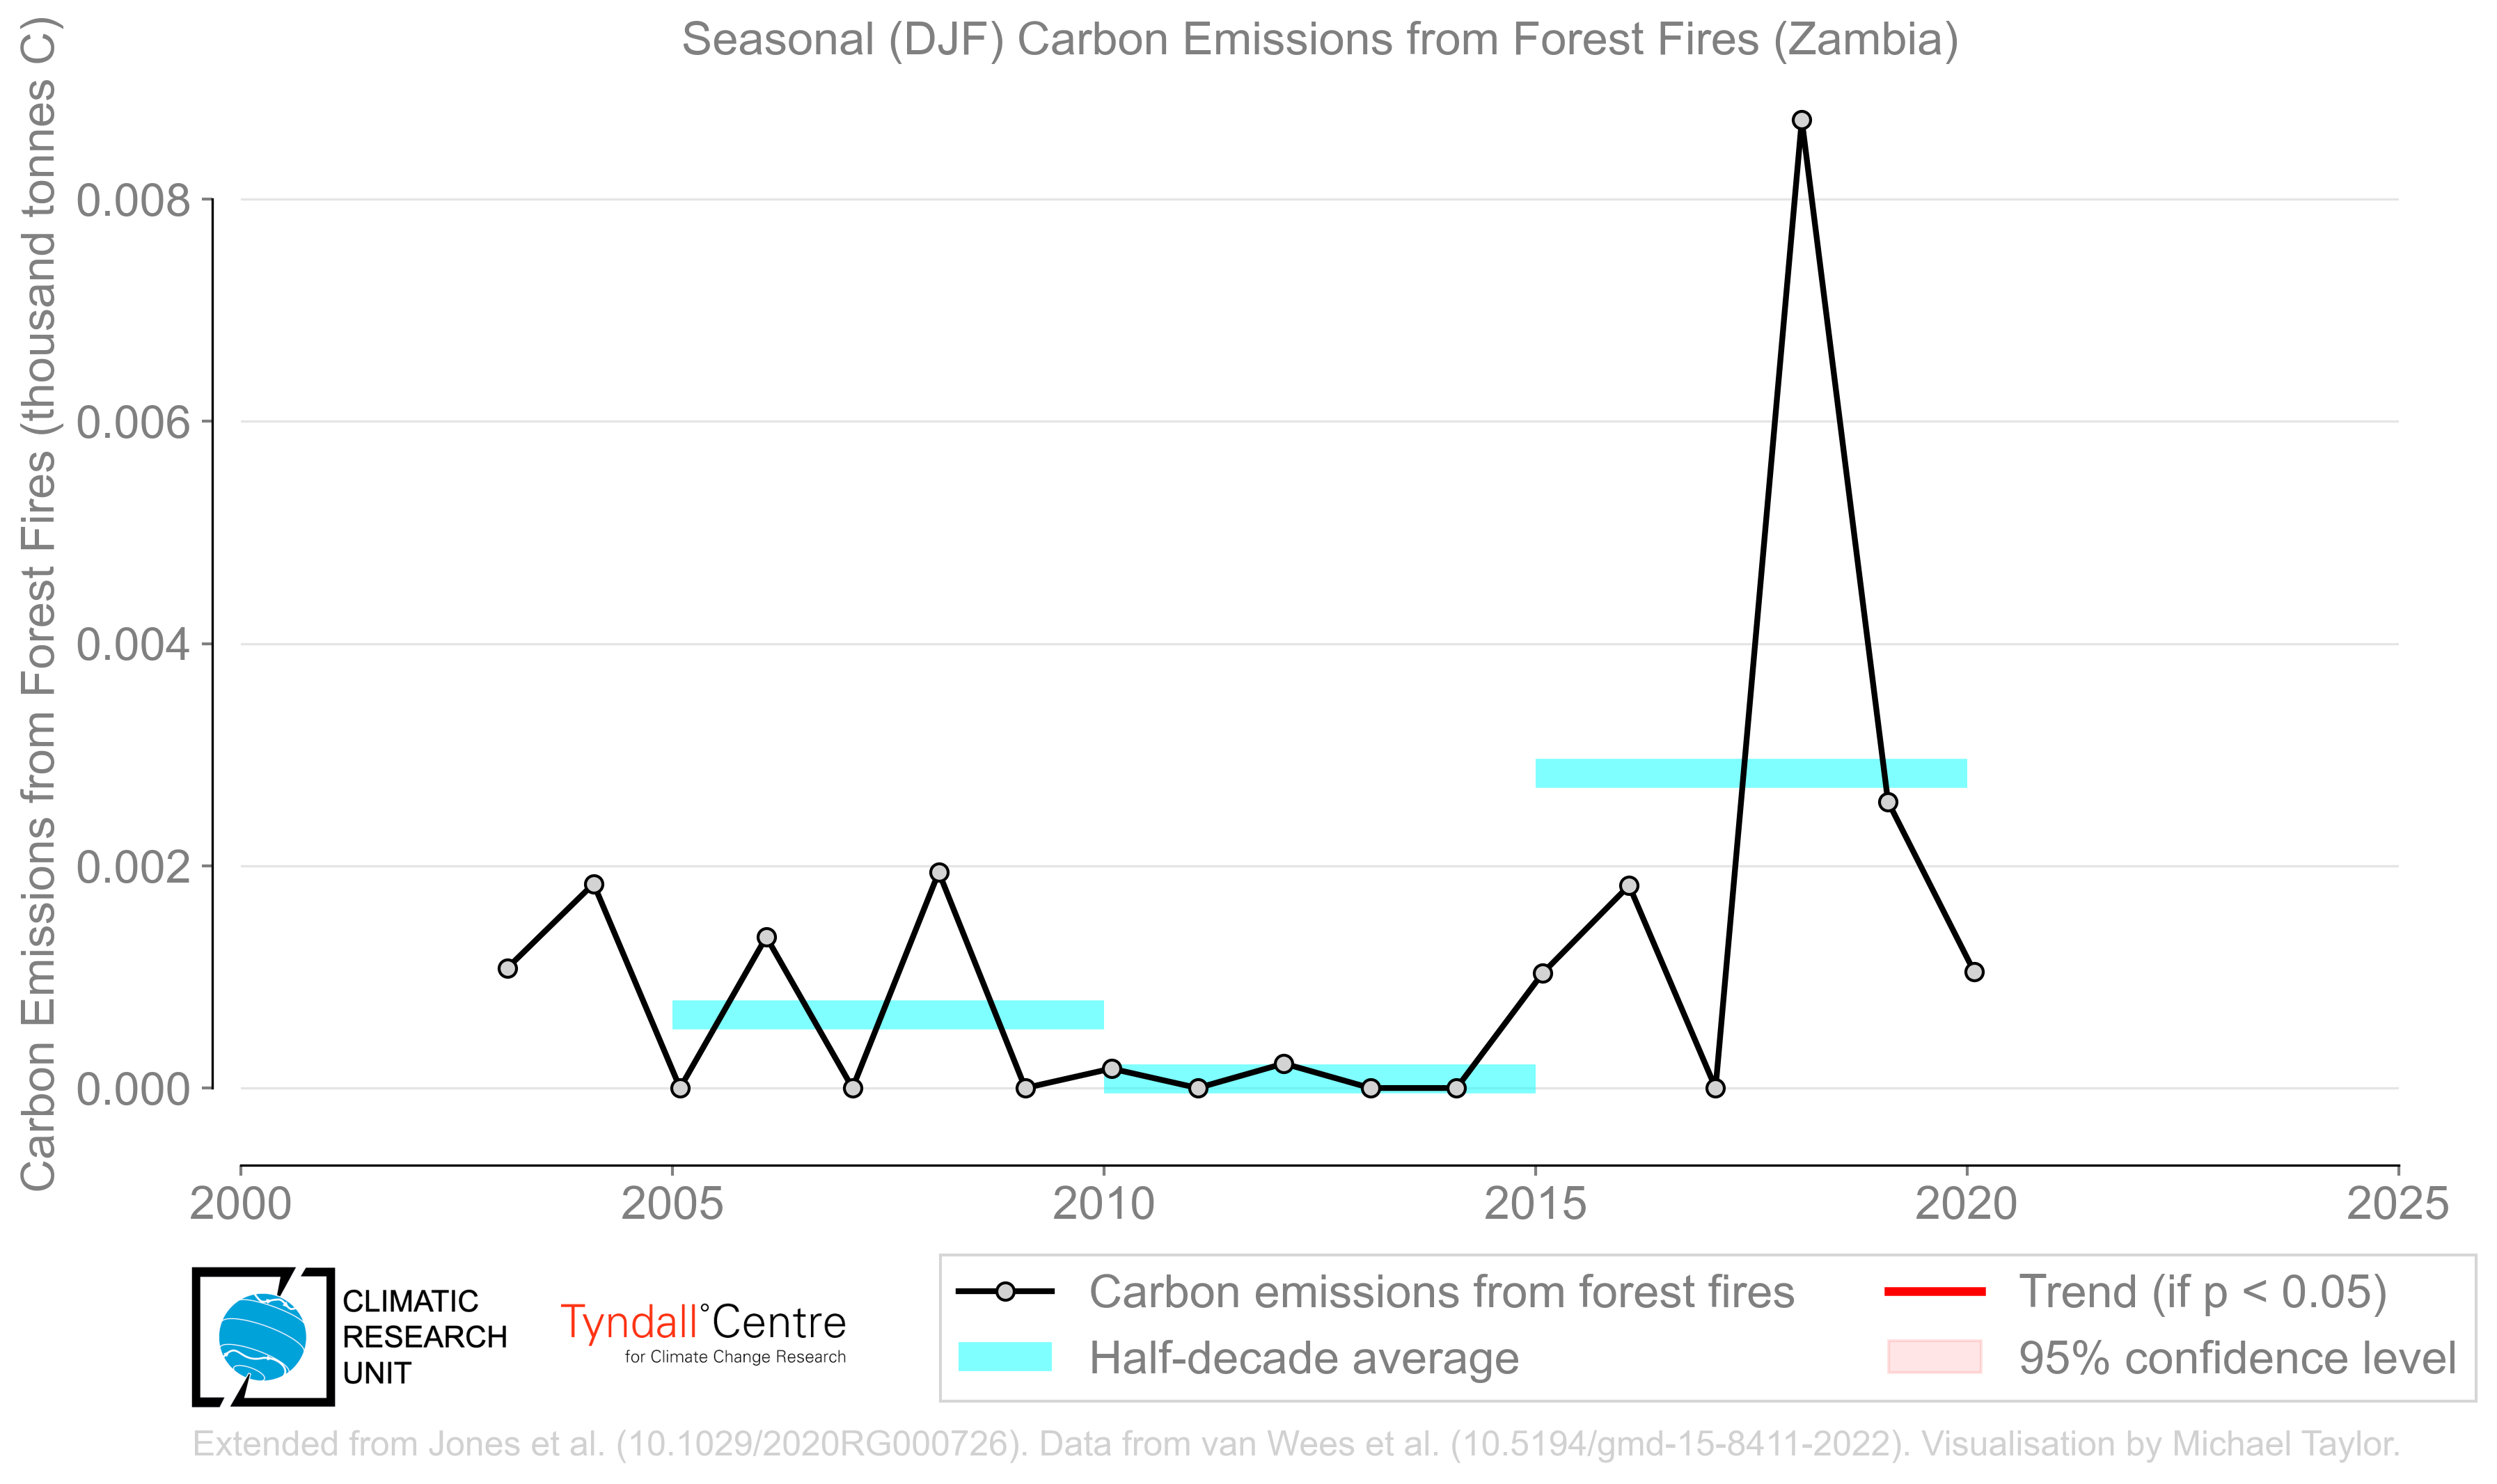 Seasonal (DJF) Carbon Emissions from Forest Fires (Zambia)
Carbon Emissions from Forest Fires (thousand tonnes C)
0.008
0.006
0.004
0.002
0.000
2000 2005 2010 2015 2020 2025
CLIMATIC
RESEARCH
UNIT
Tyndall°Centre
for Climate Change Research
Carbon emissions from forest fires
Half-decade average
Trend (if p < 0.05)
95% confidence level
Extended from Jones et al. (10.1029/2020RG000726). Data from van Wees et al. (10.5194/gmd-15-8411-2022). Visualisation by Michael Taylor.